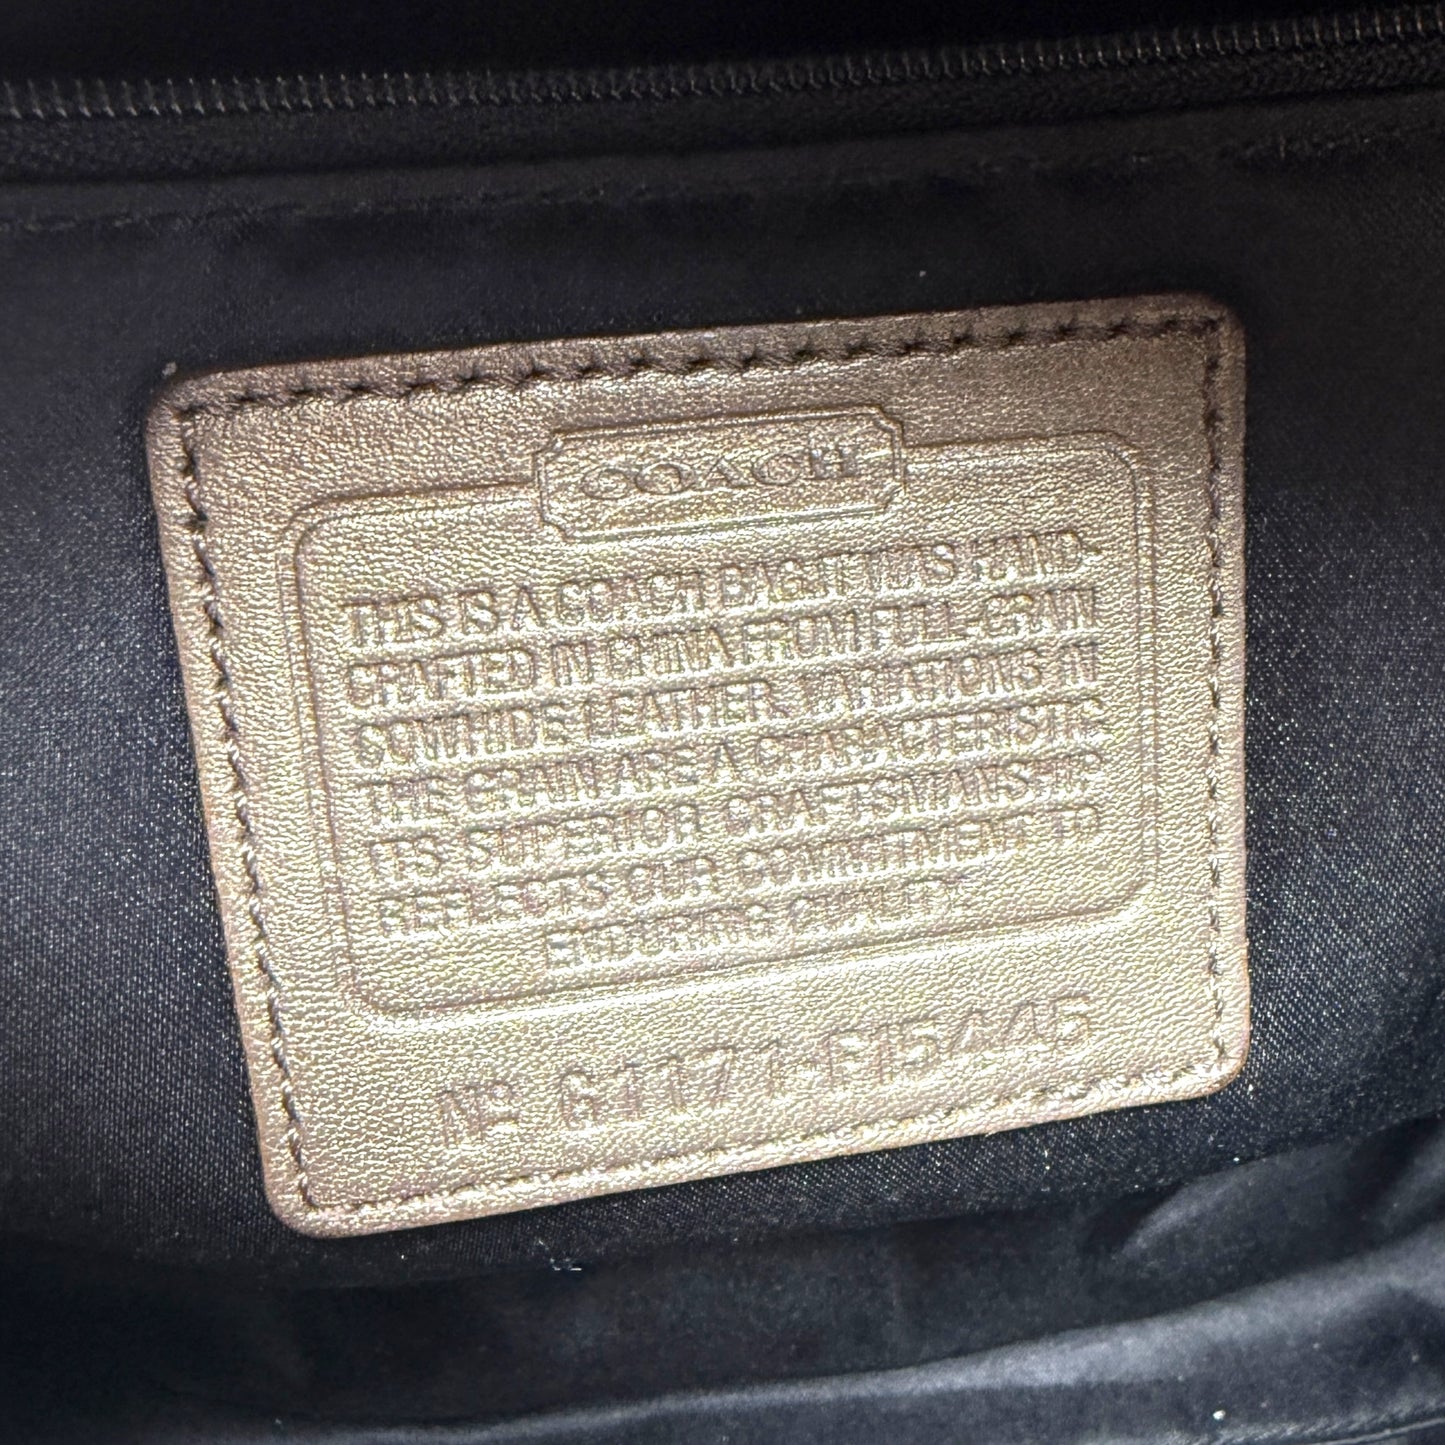 COACH
THIS IS A COACH BAG. IT WAS HAND-
CRAFTED IN CHINA FROM FULL-GRAIN
COWHIDE LEATHER. VARIATIONS IN
THE GRAIN ARE A CHARACTERISTIC.
ITS SUPERIOR CRAFTSMANSHIP
REFLECTS OUR COMMITMENT TO
ENDURING QUALITY.
Nº G1171-F15445